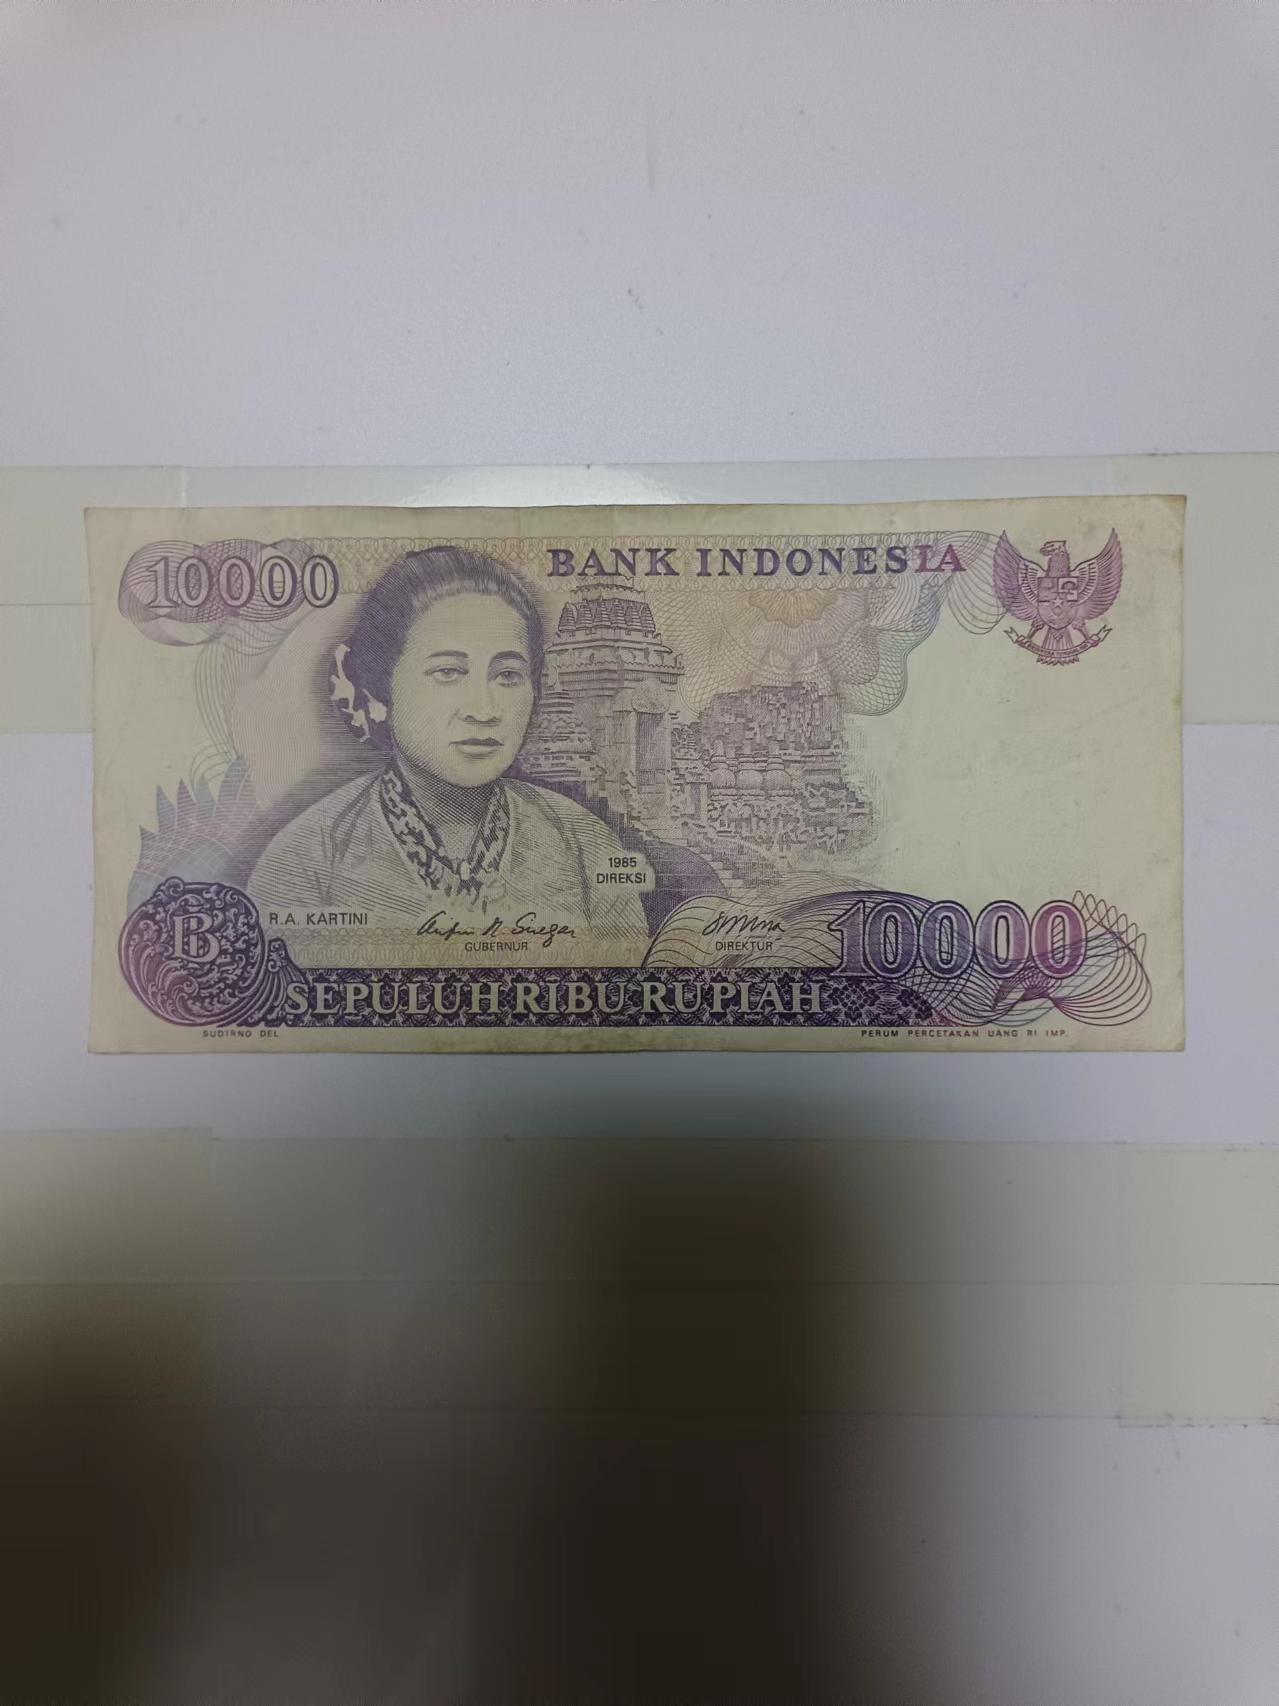 10000
BANK INDONESIA
1985
DIREKSI
R.A. KARTINI
GUBERNUR
DIREKTUR
10000
B
SEPULUH RIBU RUPIAH
SUDIRNO DEL
PERUM PERCETAKAN UANG RI IMP.